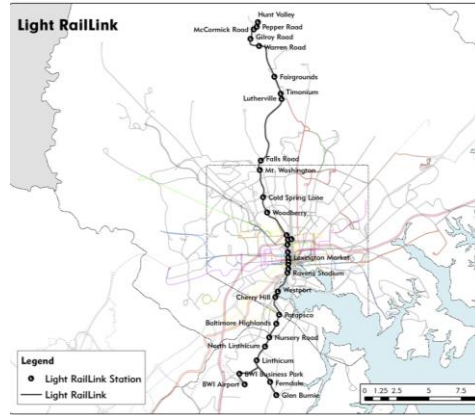 Light RailLink
Hunt Valley
Pepper Road
McCormick Road
Gilroy Road
Warren Road
Fairgrounds
Timonium
Lutherville
Falls Road
Mt. Washington
Cold Spring Lane
Woodberry
Lexington Market
Ravens Stadium
Westport
Cherry Hill
Patapsco
Baltimore Highlands
Nursery Road
North Linthicum
Linthicum
BWI Business Park
BWI Airport
Ferndale
Glen Burnie
Legend
Light RailLink Station
Light RailLink
0 1.25 2.5 5 7.5